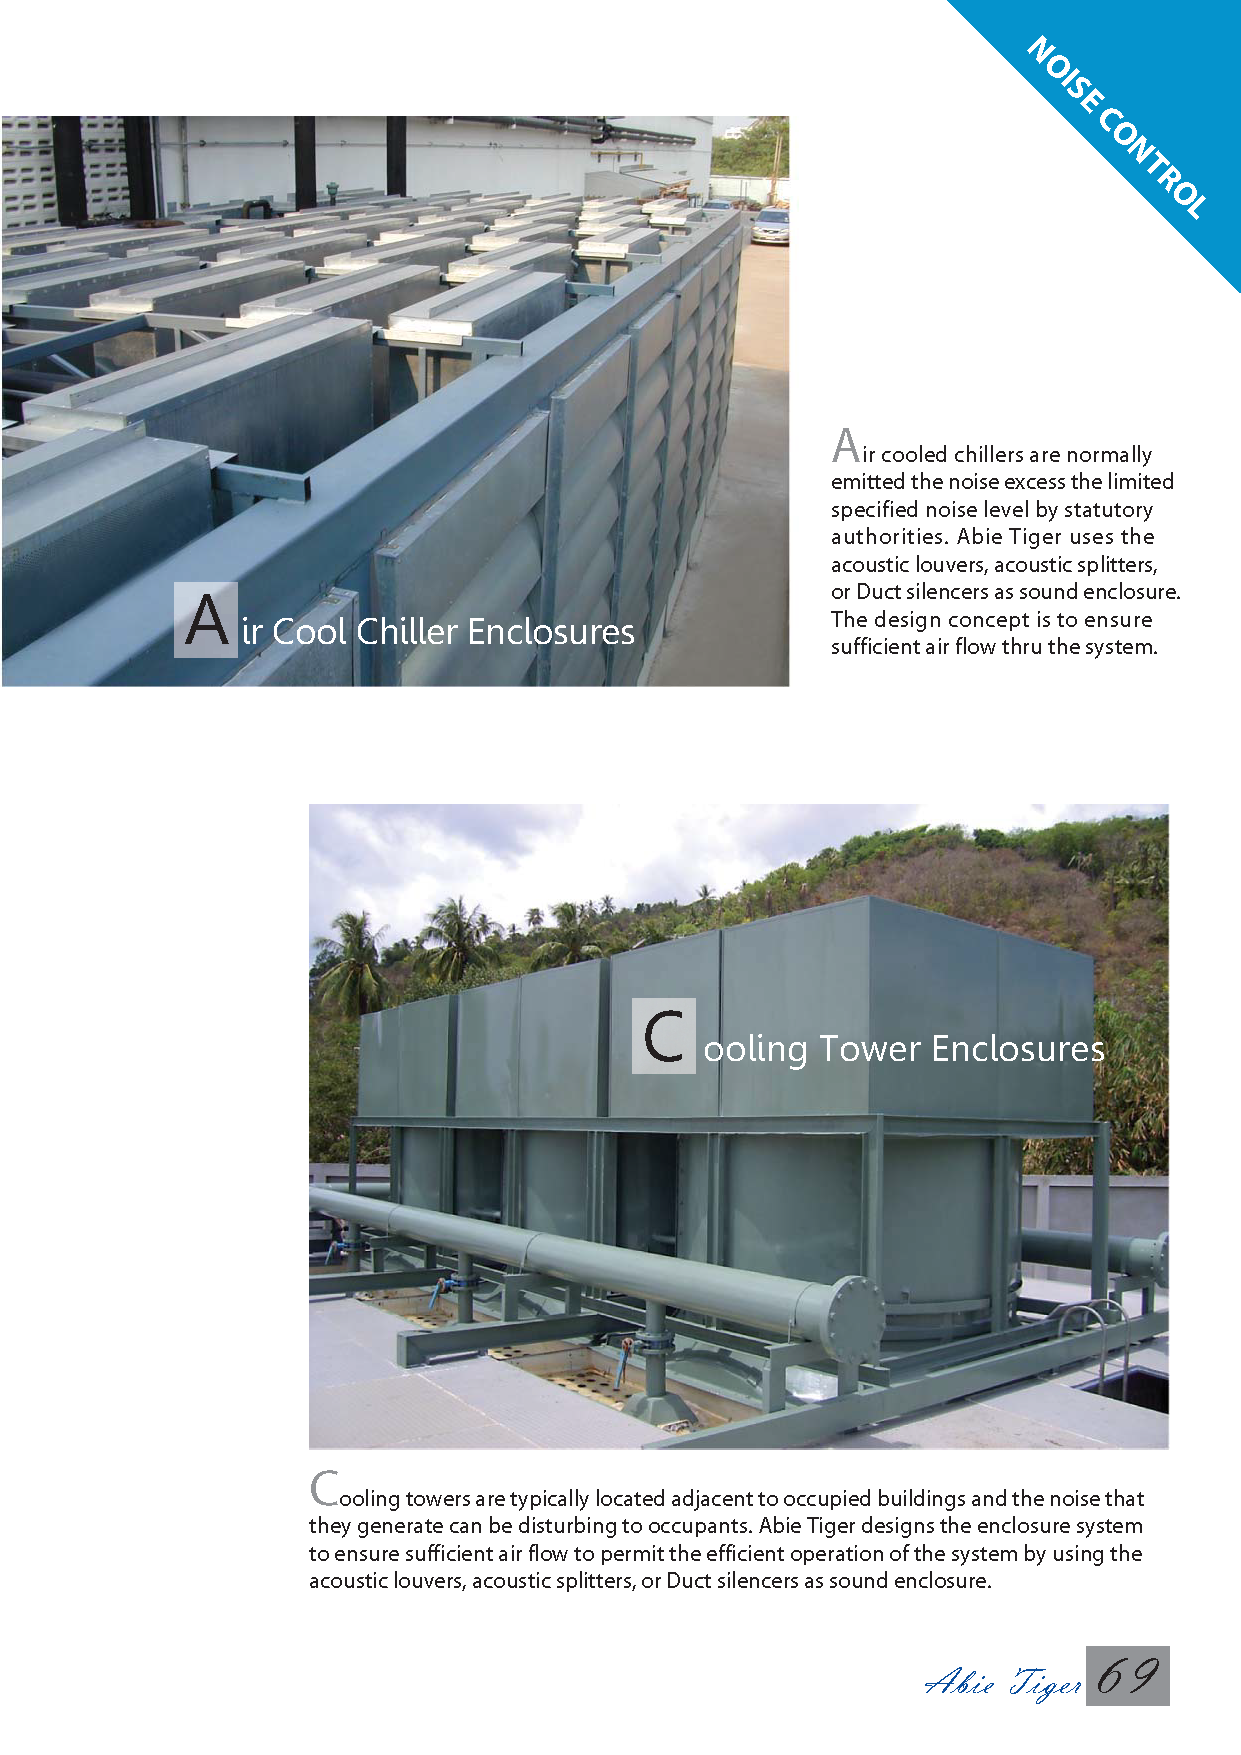 NOISE CONTROL
Air Cool Chiller Enclosures
Air cooled chillers are normally
emitted the noise excess the limited
specified noise level by statutory
authorities. Abie Tiger uses the
acoustic louvers, acoustic splitters,
or Duct silencers as sound enclosure.
The design concept is to ensure
sufficient air flow thru the system.
Cooling Tower Enclosures
Cooling towers are typically located adjacent to occupied buildings and the noise that
they generate can be disturbing to occupants. Abie Tiger designs the enclosure system
to ensure sufficient air flow to permit the efficient operation of the system by using the
acoustic louvers, acoustic splitters, or Duct silencers as sound enclosure.
Abie Tiger 69